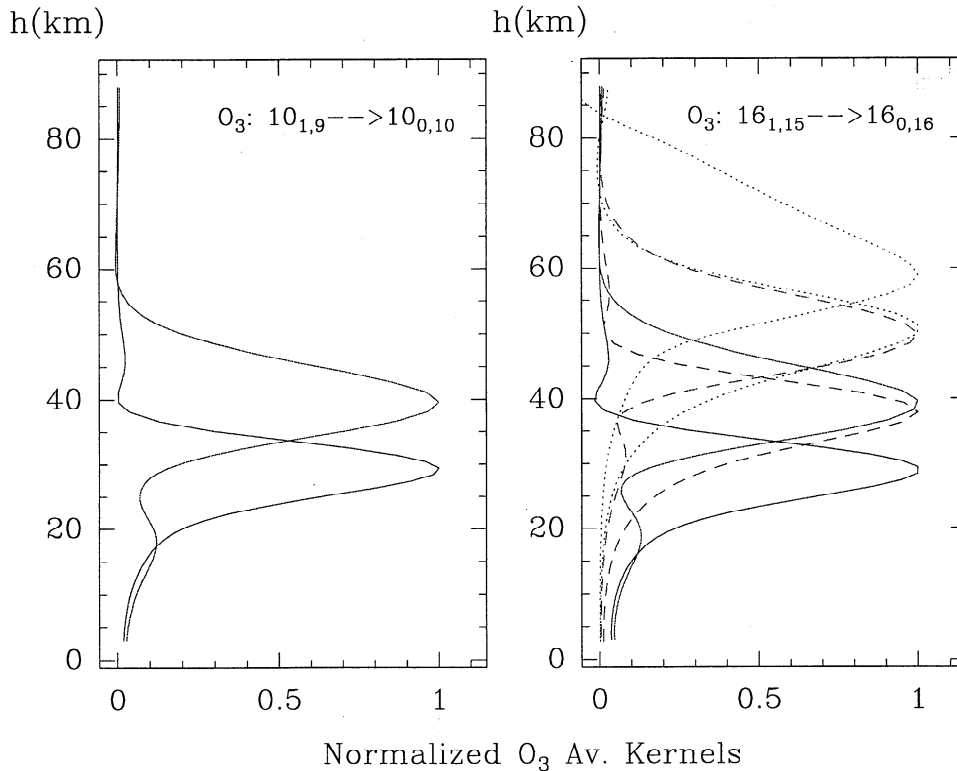 h(km)
h(km)
O₃: 10₁,₉−−>10₀,₁₀
O₃: 16₁,₁₅−−>16₀,₁₆
80
60
40
20
0
80
60
40
20
0
0 0.5 1
0 0.5 1
Normalized O₃ Av. Kernels